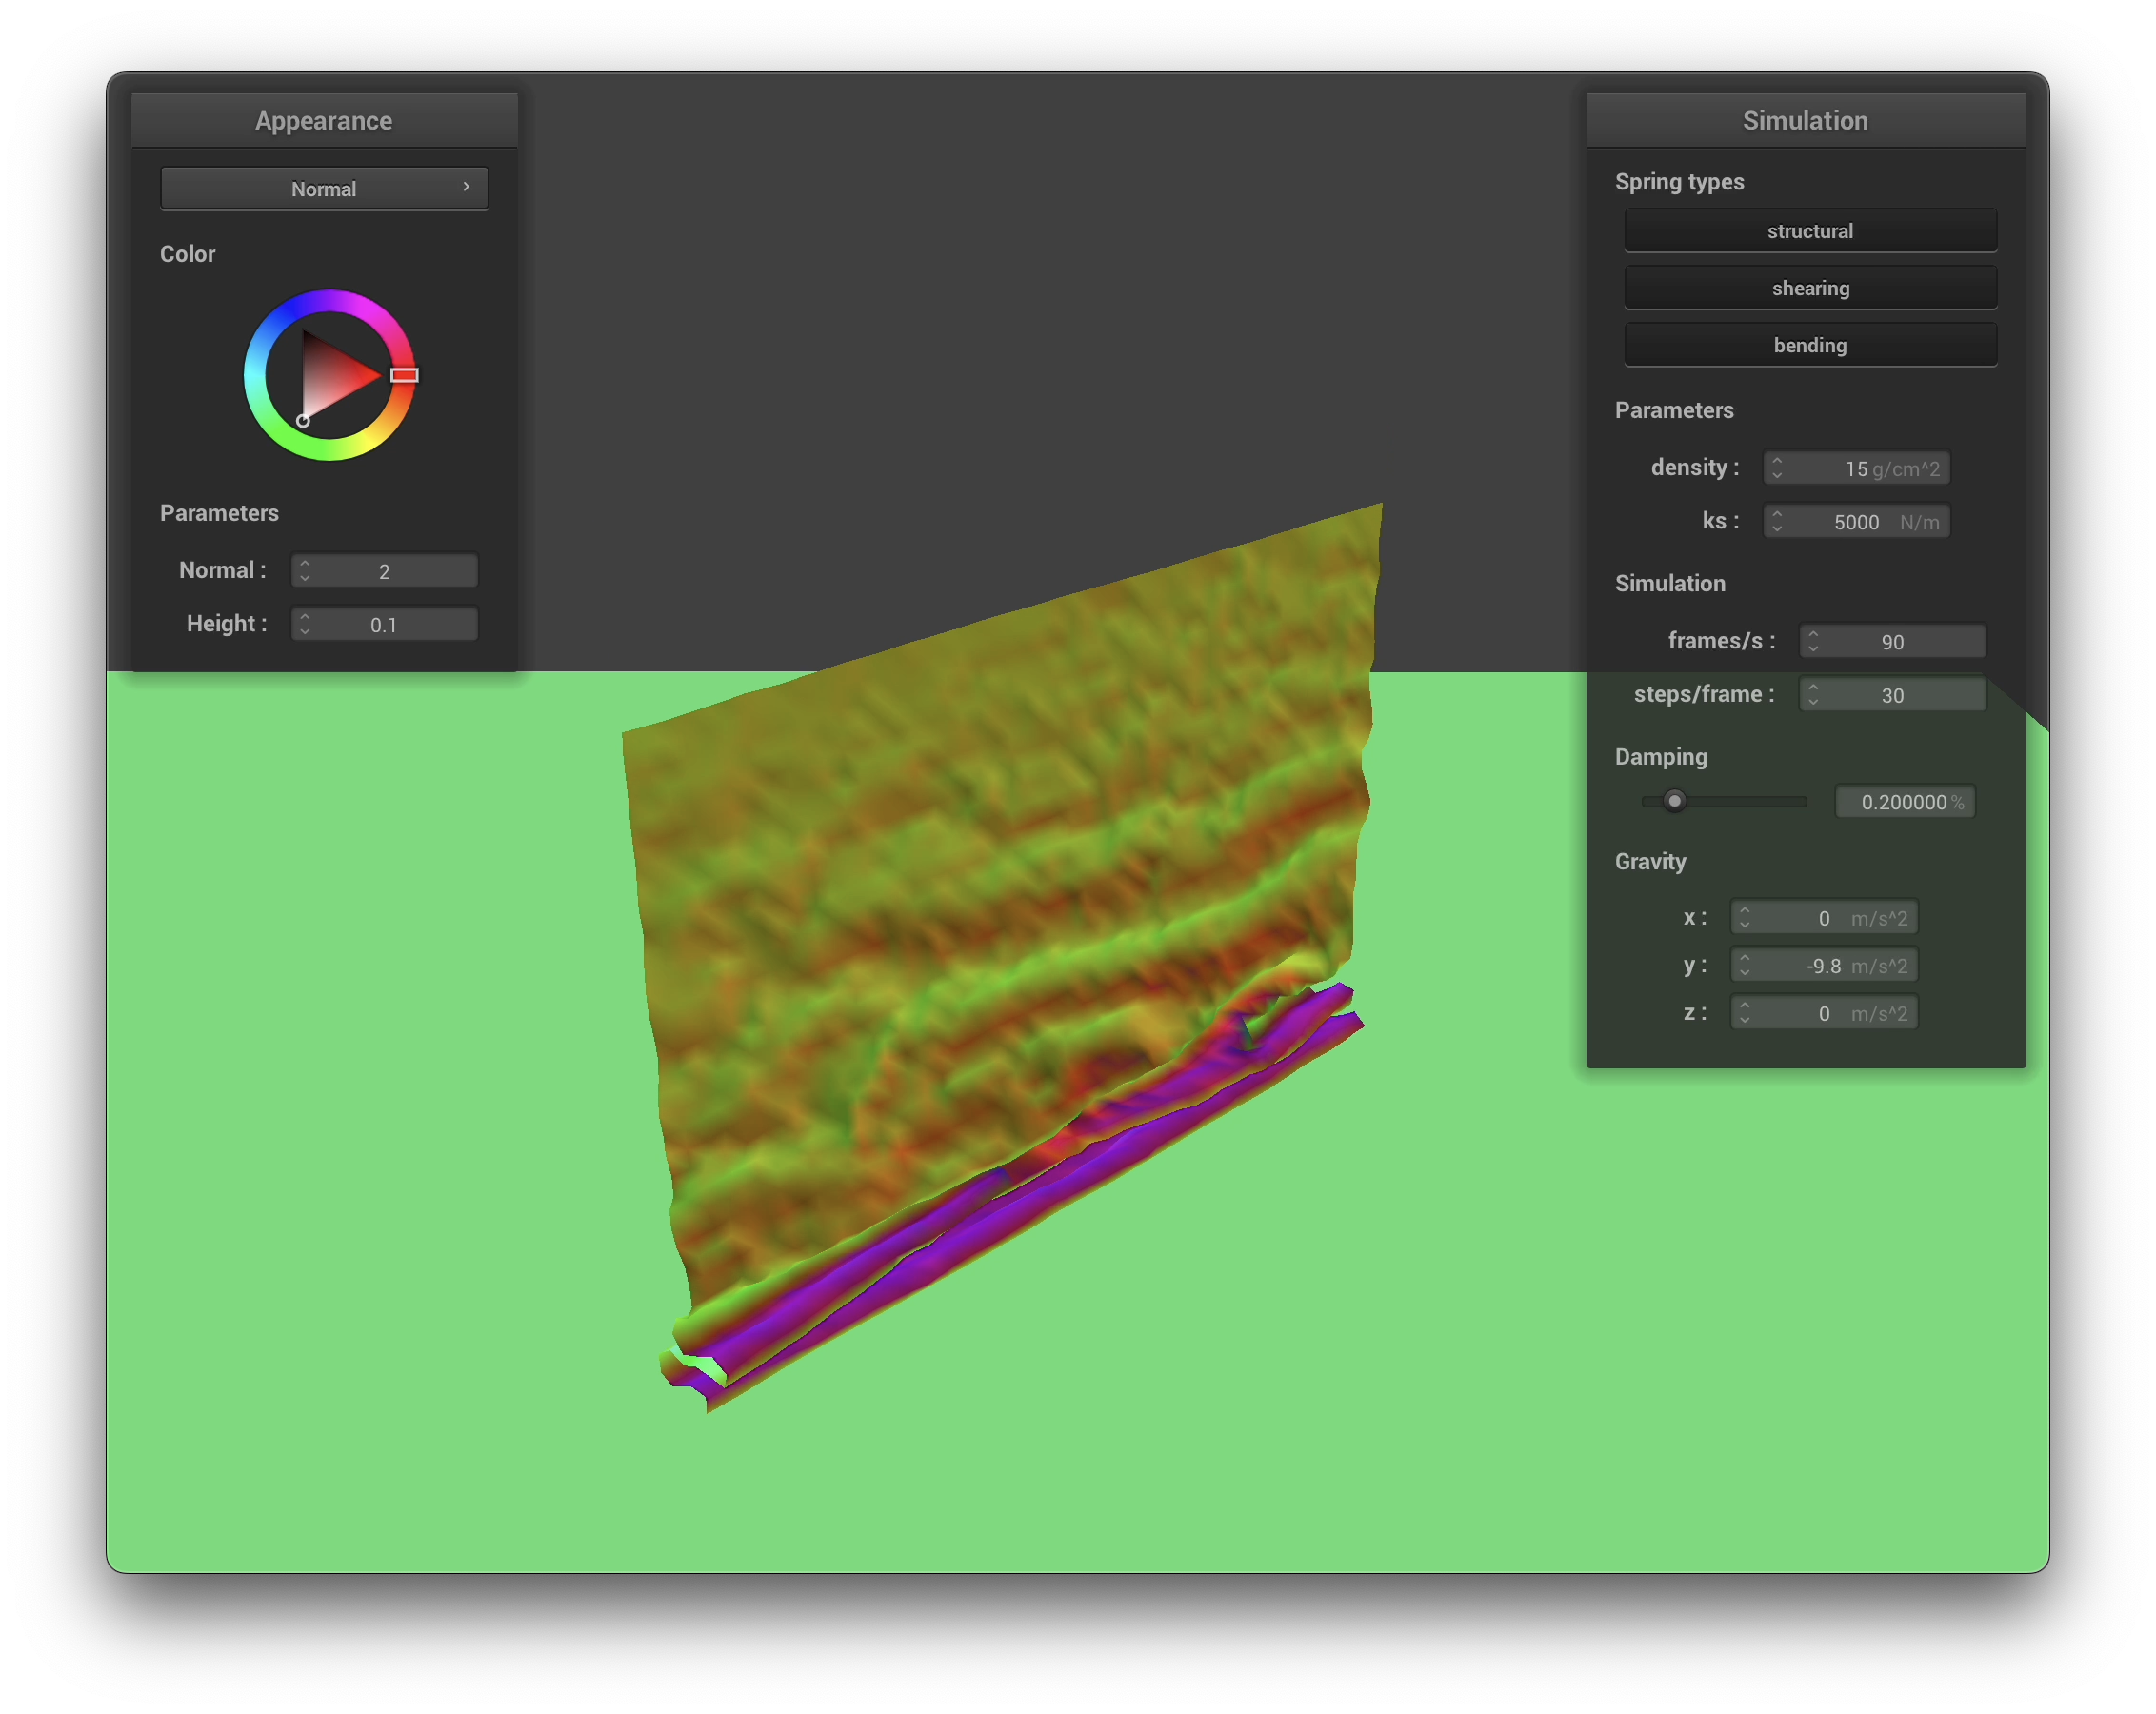 Appearance
Normal
Color
Parameters
Normal : 2
Height : 0.1
Simulation
Spring types
structural
shearing
bending
Parameters
density : 15 g/cm^2
ks : 5000 N/m
Simulation
frames/s : 90
steps/frame : 30
Damping
0.200000 %
Gravity
x : 0 m/s^2
y : -9.8 m/s^2
z : 0 m/s^2